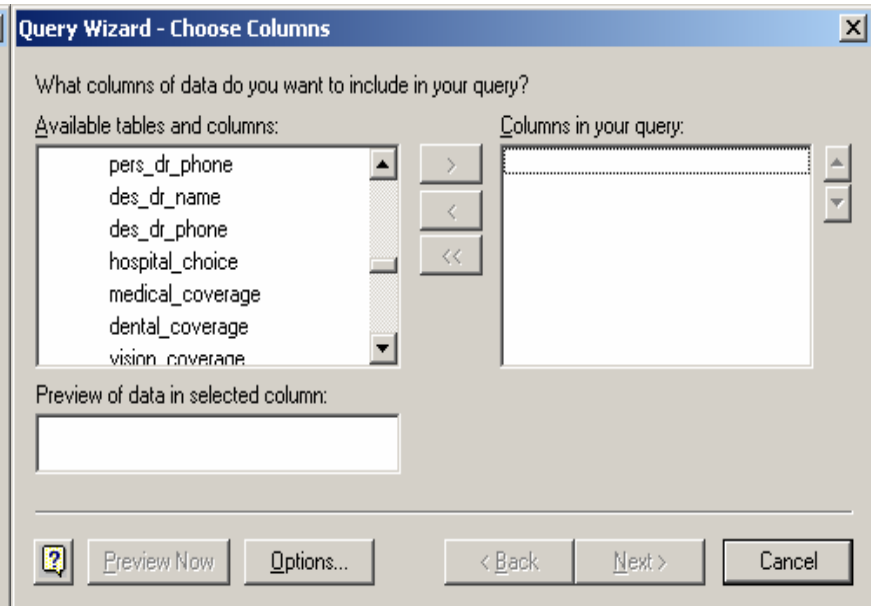 Query Wizard - Choose Columns
What columns of data do you want to include in your query?
Available tables and columns:
Columns in your query:
pers_dr_phone
des_dr_name
des_dr_phone
hospital_choice
medical_coverage
dental_coverage
vision_coverage
>
<
<<
Preview of data in selected column:
?
Preview Now
Options...
< Back
Next >
Cancel